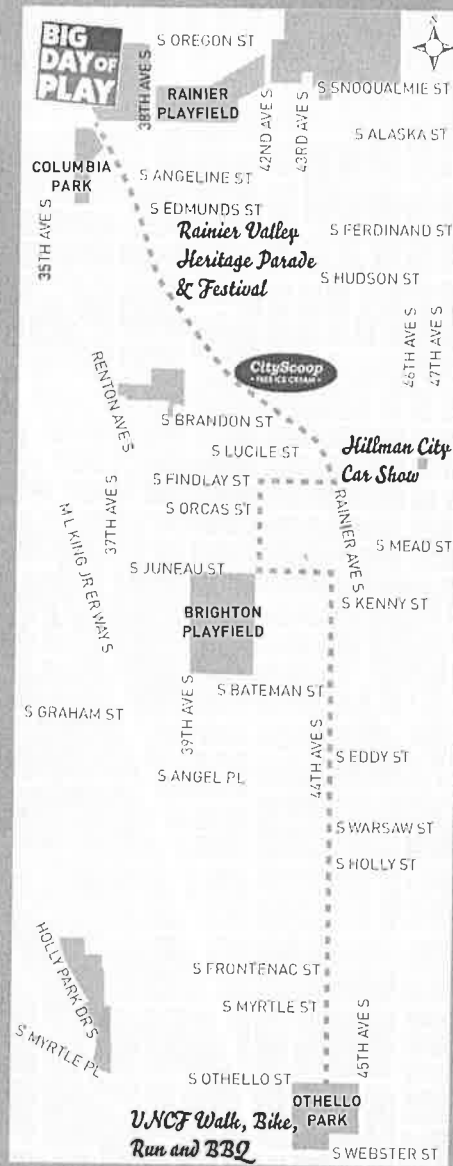 BIG
DAY OF
PLAY
S OREGON ST
38TH AVE S
RAINIER
PLAYFIELD
42ND AVE S
43RD AVE S
S SNOQUALMIE ST
S ALASKA ST
COLUMBIA
PARK
35TH AVE S
S ANGELINE ST
S EDMUNDS ST
Rainier Valley
Heritage Parade
& Festival
S FERDINAND ST
S HUDSON ST
46TH AVE S
47TH AVE S
CityScoop
• FREE ICE CREAM •
RENTON AVE S
S BRANDON ST
S LUCILE ST
Hillman City
Car Show
S FINDLAY ST
S ORCAS ST
37TH AVE S
M L KING JR ER WAY S
RAINIER AVE S
S MEAD ST
S JUNEAU ST
S KENNY ST
BRIGHTON
PLAYFIELD
S BATEMAN ST
S GRAHAM ST
39TH AVE S
44TH AVE S
S EDDY ST
S ANGEL PL
S WARSAW ST
S HOLLY ST
HOLLY PARK DR S
S FRONTENAC ST
S MYRTLE ST
S MYRTLE PL
45TH AVE S
S OTHELLO ST
OTHELLO
PARK
UNCF Walk, Bike,
Run and BBQ
S WEBSTER ST